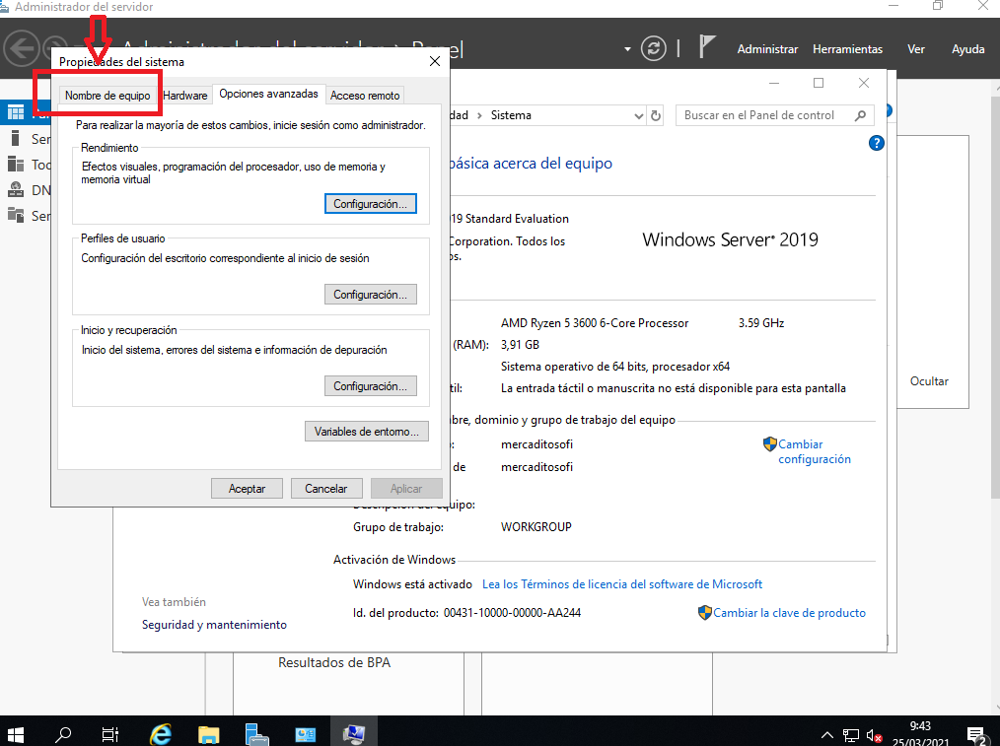 Administrador del servidor
Administrar Herramientas Ver Ayuda
Propiedades del sistema
Nombre de equipo Hardware Opciones avanzadas Acceso remoto
Para realizar la mayoría de estos cambios, inicie sesión como administrador.
Rendimiento
Efectos visuales, programación del procesador, uso de memoria y
memoria virtual
Configuración...
Perfiles de usuario
Configuración del escritorio correspondiente al inicio de sesión
Configuración...
Inicio y recuperación
Inicio del sistema, errores del sistema e información de depuración
Configuración...
Variables de entorno...
Aceptar Cancelar Aplicar
Ser
DN
Ser
dad > Sistema
Buscar en el Panel de control
básica acerca del equipo
19 Standard Evaluation
Corporation. Todos los
os.
Windows Server® 2019
AMD Ryzen 5 3600 6-Core Processor 3.59 GHz
(RAM): 3,91 GB
Sistema operativo de 64 bits, procesador x64
til: La entrada táctil o manuscrita no está disponible para esta pantalla
bre, dominio y grupo de trabajo del equipo
mercaditosofi
de mercaditosofi
Cambiar
configuración
Descripción del equipo:
Grupo de trabajo: WORKGROUP
Activación de Windows
Windows está activado Lea los Términos de licencia del software de Microsoft
Id. del producto: 00431-10000-00000-AA244
Cambiar la clave de producto
Vea también
Seguridad y mantenimiento
Ocultar
Resultados de BPA
9:43
25/03/2021
2